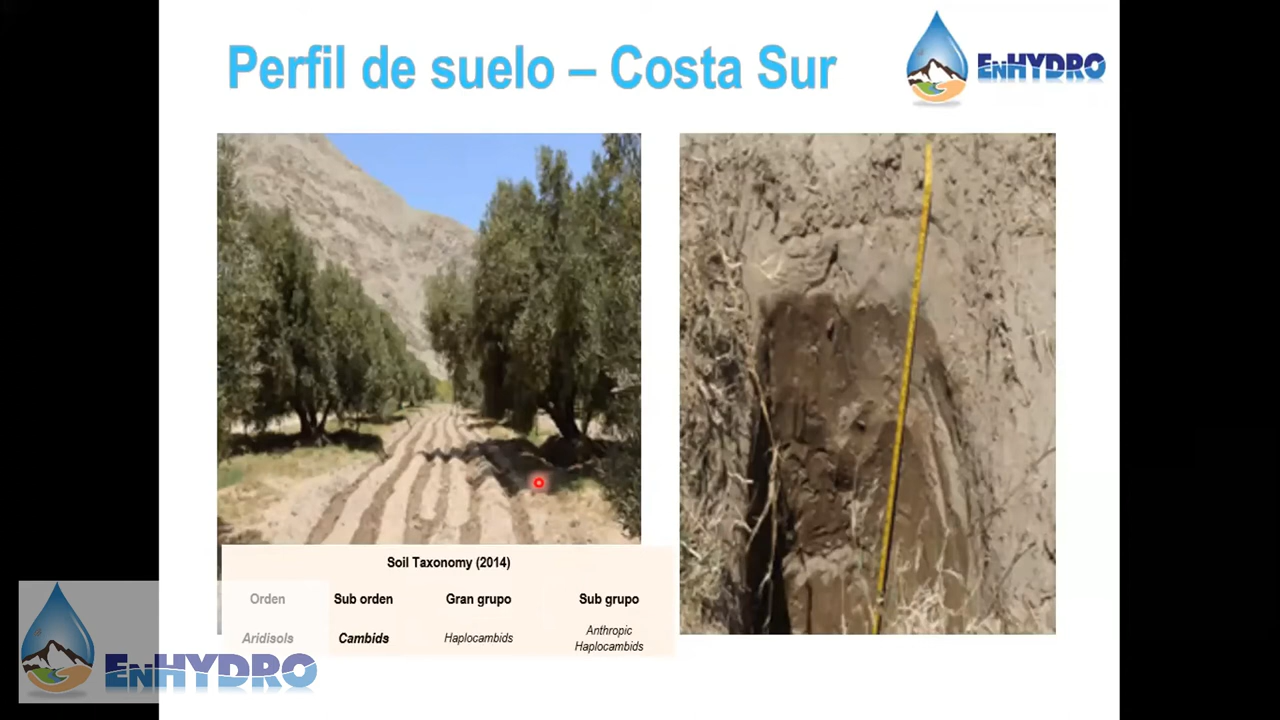 Perfil de suelo – Costa Sur
ENHYDRO
Soil Taxonomy (2014)
Orden Sub orden Gran grupo Sub grupo
Aridisols Cambids Haplocambids Anthropic
Haplocambids
ENHYDRO